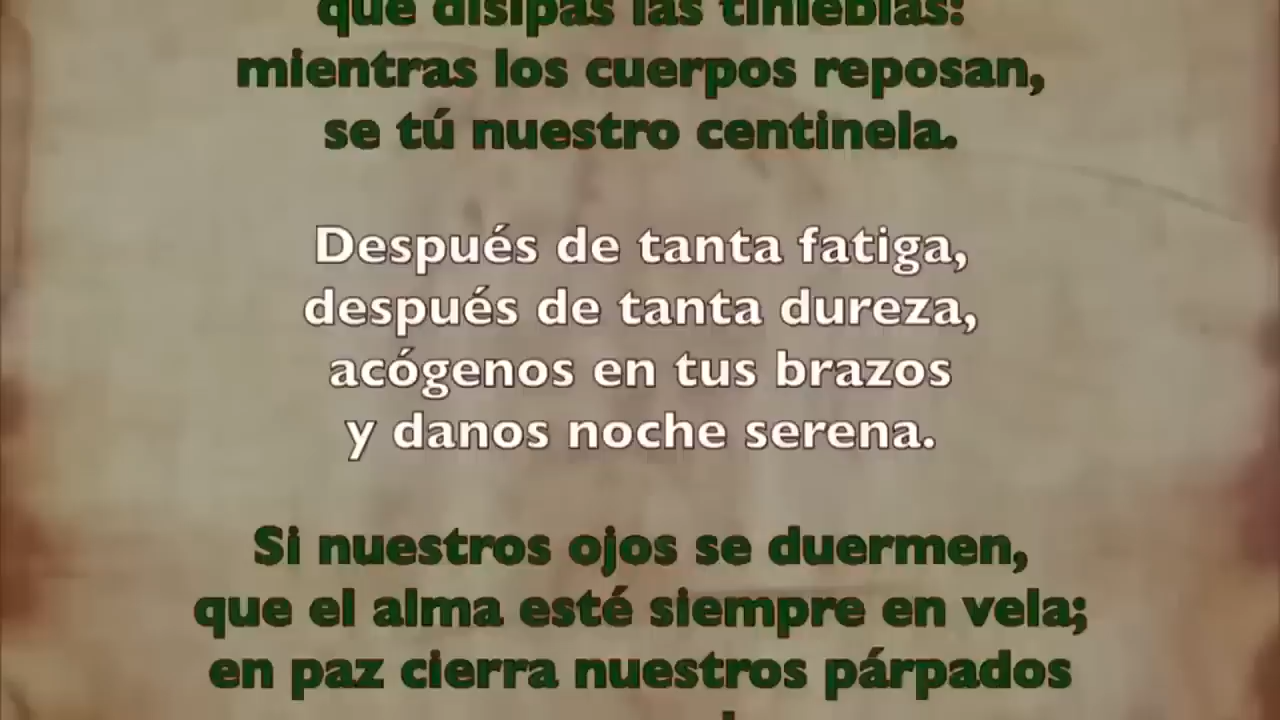 que disipas las tinieblas:
mientras los cuerpos reposan,
se tú nuestro centinela.
Después de tanta fatiga,
después de tanta dureza,
acógenos en tus brazos
y danos noche serena.
Si nuestros ojos se duermen,
que el alma esté siempre en vela;
en paz cierra nuestros párpados